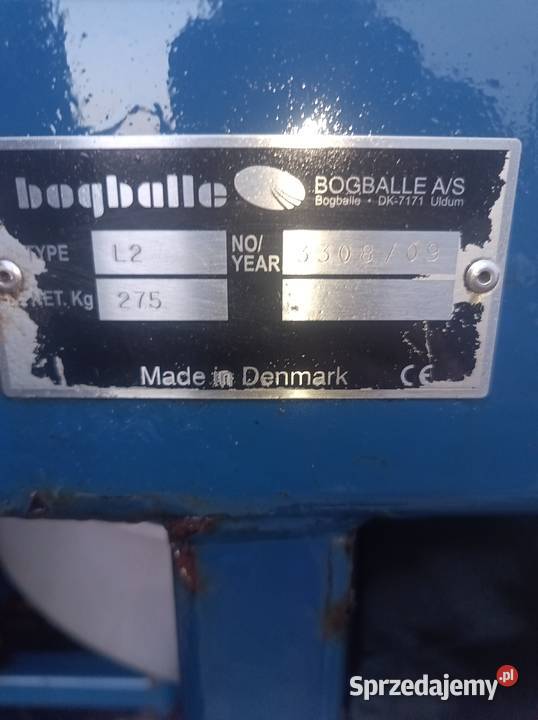 bogballe
BOGBALLE A/S
Bogballe • DK-7171 Uldum
TYPE L2 NO/YEAR 3308/09
NET. Kg 275
Made in Denmark CE
Sprzedajemy.pl